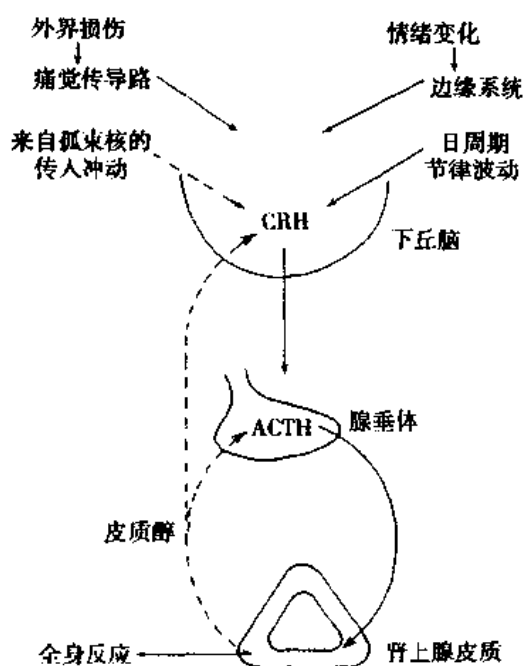 外界损伤
痛觉传导路
情绪变化
边缘系统
来自孤束核的
传人冲动
日周期
节律波动
CRH
下丘脑
ACTH
腺垂体
皮质醇
全身反应
肾上腺皮质